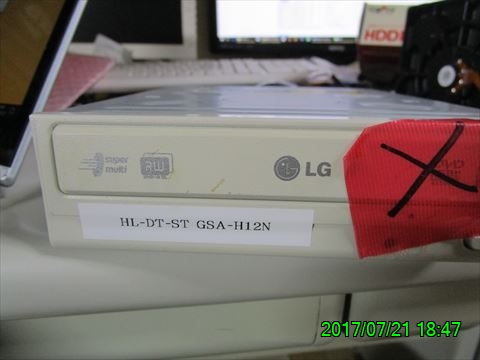 HDD
super
multi
RW
LG
X
HL-DT-ST GSA-H12N
2017/07/21 18:47